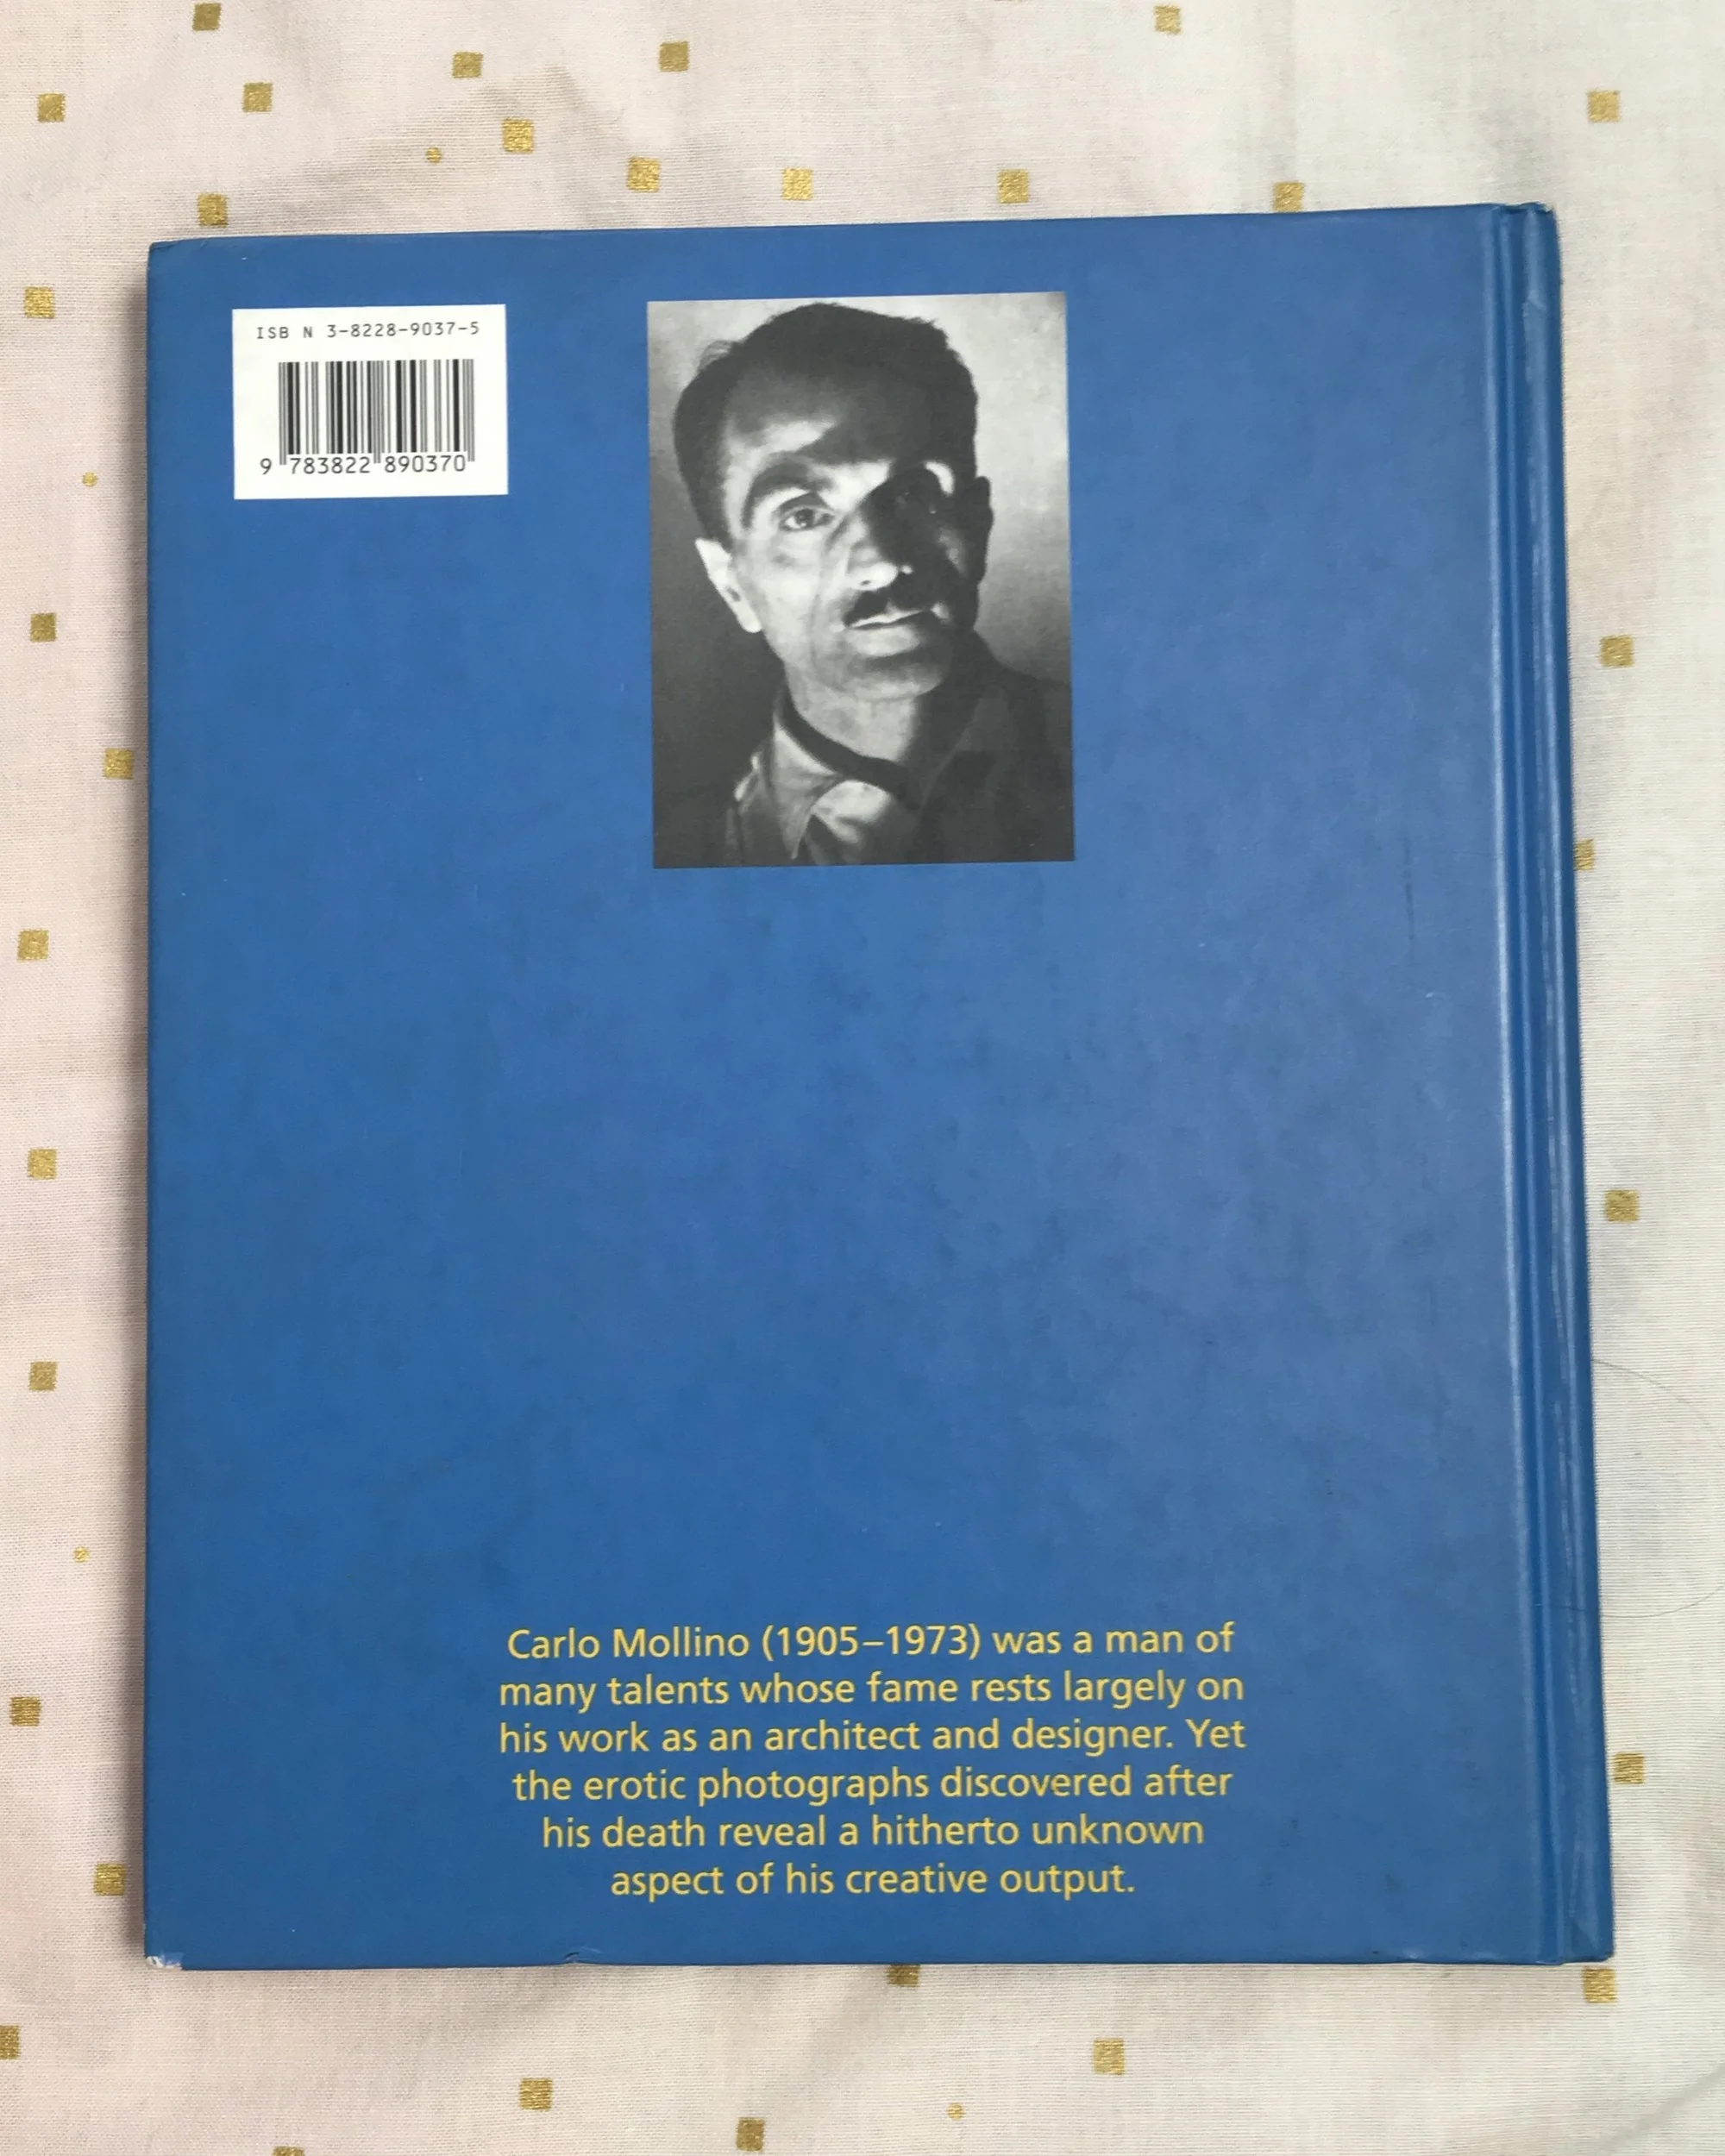 ISB N 3-8228-9037-5
9 783822 890370
Carlo Mollino (1905–1973) was a man of
many talents whose fame rests largely on
his work as an architect and designer. Yet
the erotic photographs discovered after
his death reveal a hitherto unknown
aspect of his creative output.